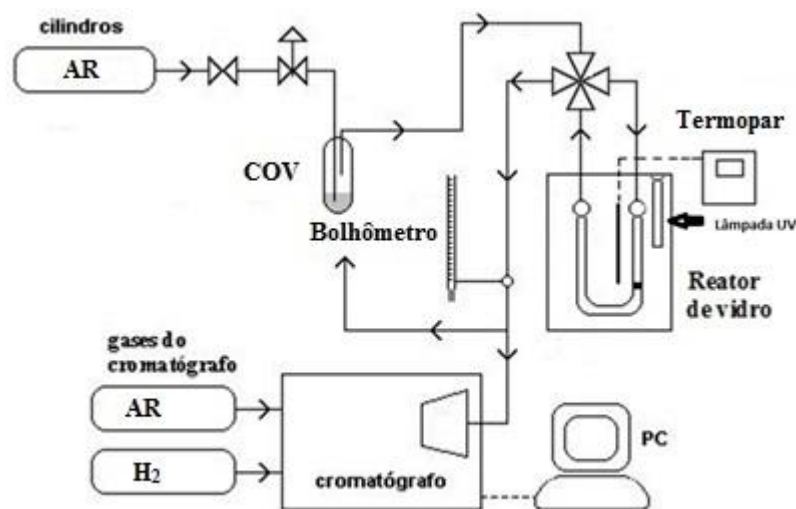 cilindros
AR
COV
Bolhômetro
Termopar
Lâmpada UV
Reator
de vidro
gases do
cromatógrafo
AR
H2
cromatógrafo
PC